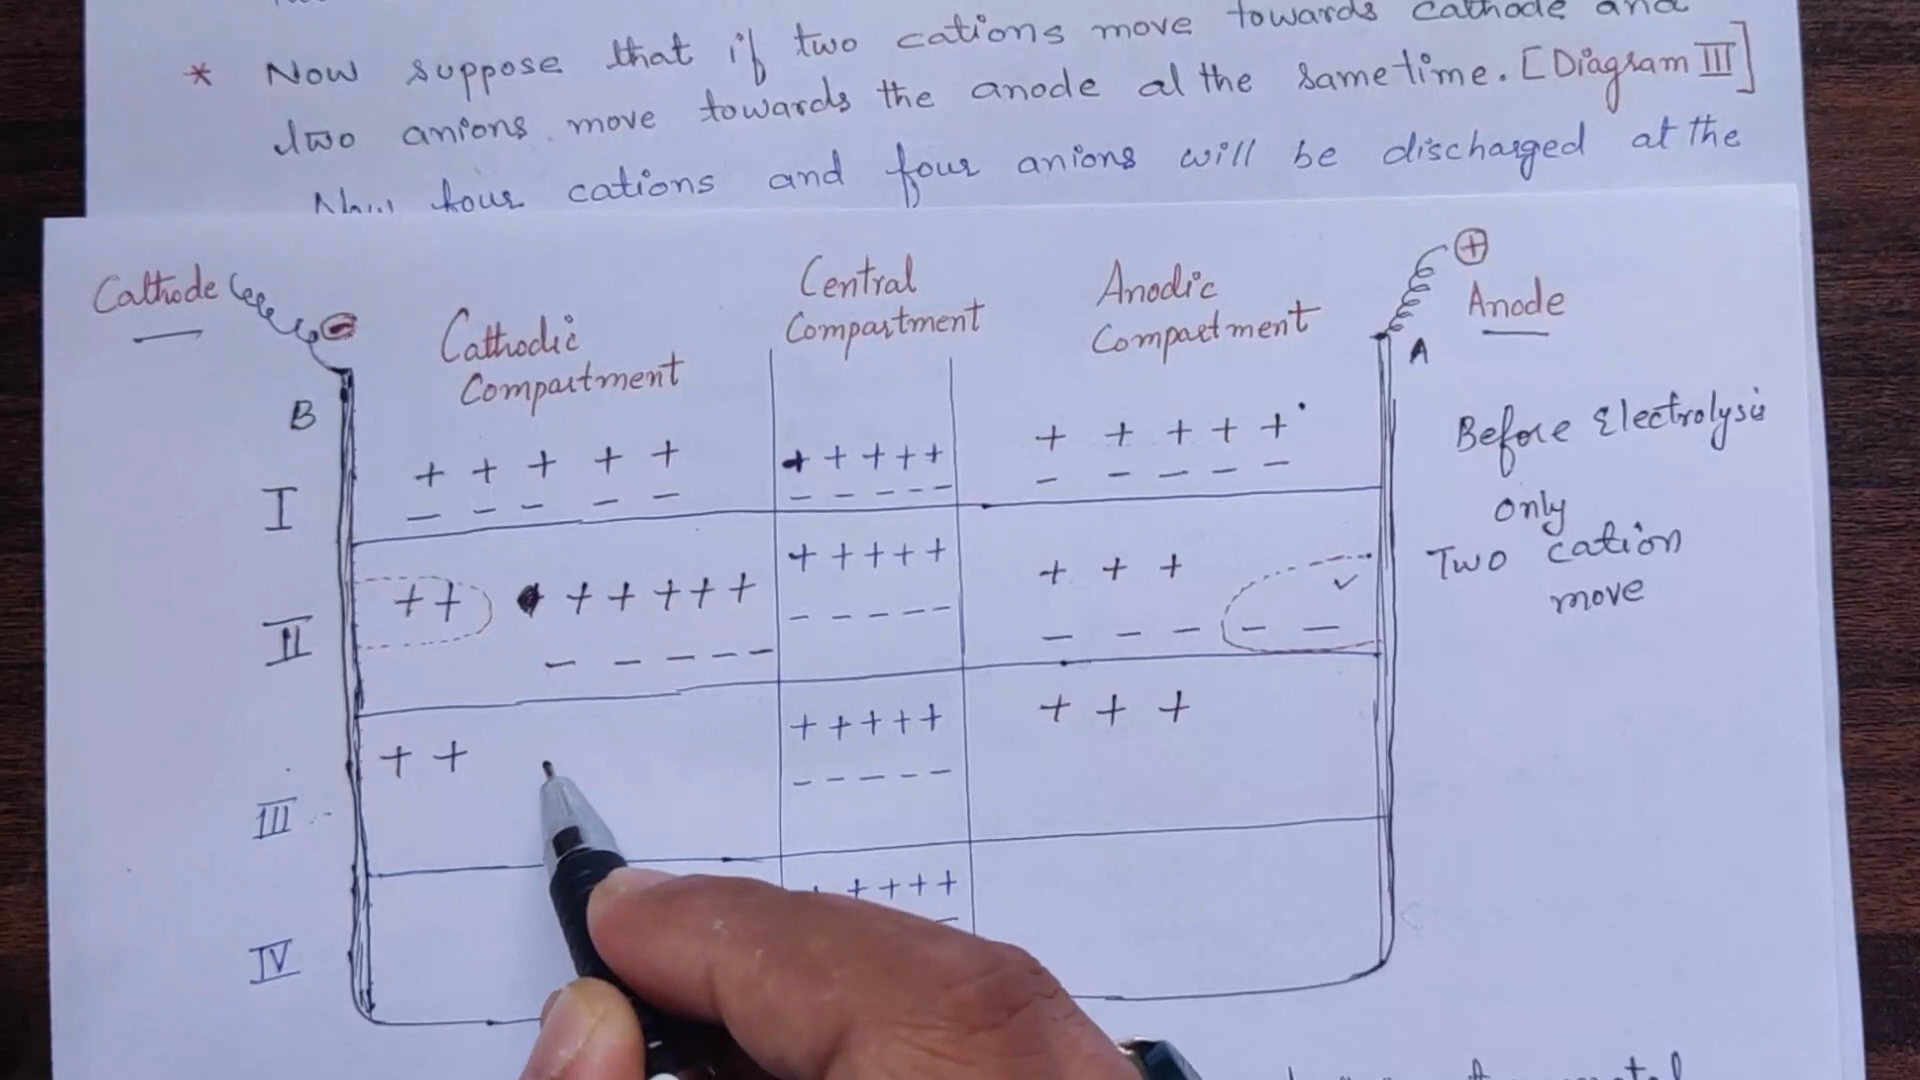 * Now suppose that if two cations move towards cathode and
two anions move towards the anode at the same time. [Diagram III]
Now four cations and four anions will be discharged at the
Cathode
Cathodic
Compartment
Central
Compartment
Anodic
Compartment
+
Anode
A
B
Before Electrolysis
I
+ + + + +
− − − − −
+ + + + +
− − − − −
+ + + + +
− − − − −
only
Two cation
move
II
+ + + + + + +
− − − − −
+ + + + +
− − − − −
+ + +
− − − − −
III
+ +
+ + + + +
− − − − −
+ + +
IV
+ + + +